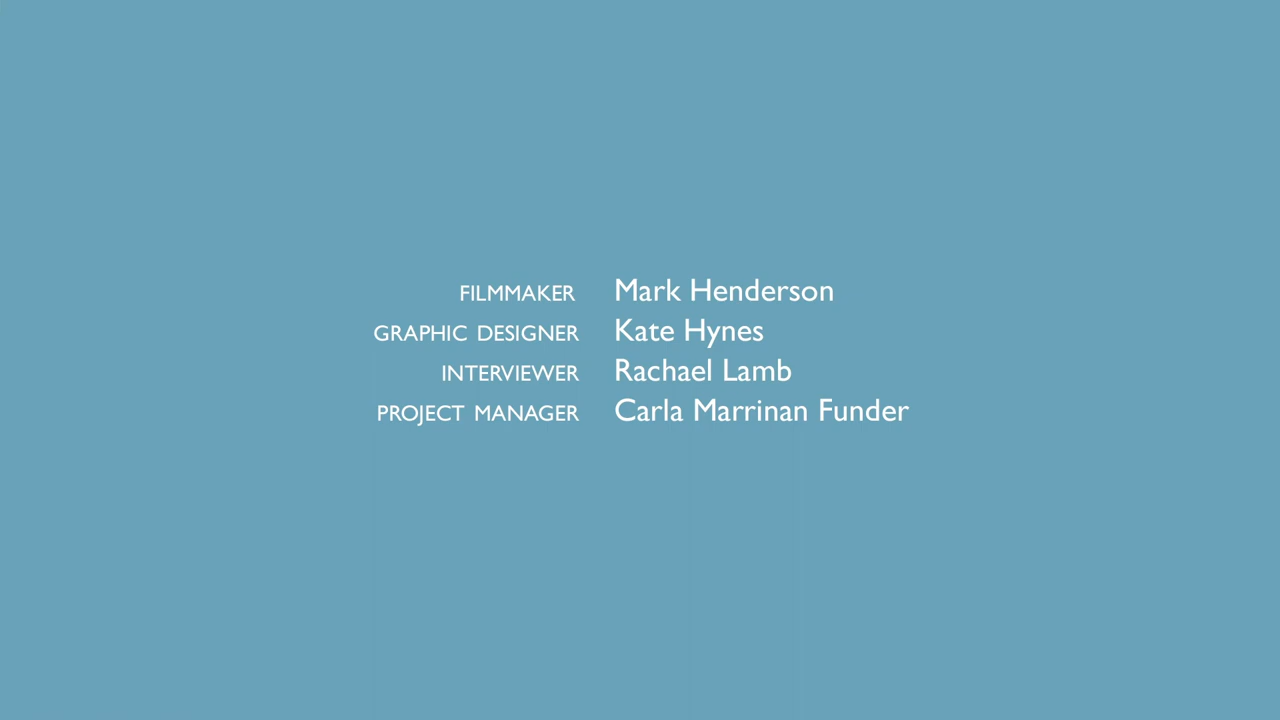 FILMMAKER Mark Henderson
GRAPHIC DESIGNER Kate Hynes
INTERVIEWER Rachael Lamb
PROJECT MANAGER Carla Marrinan Funder